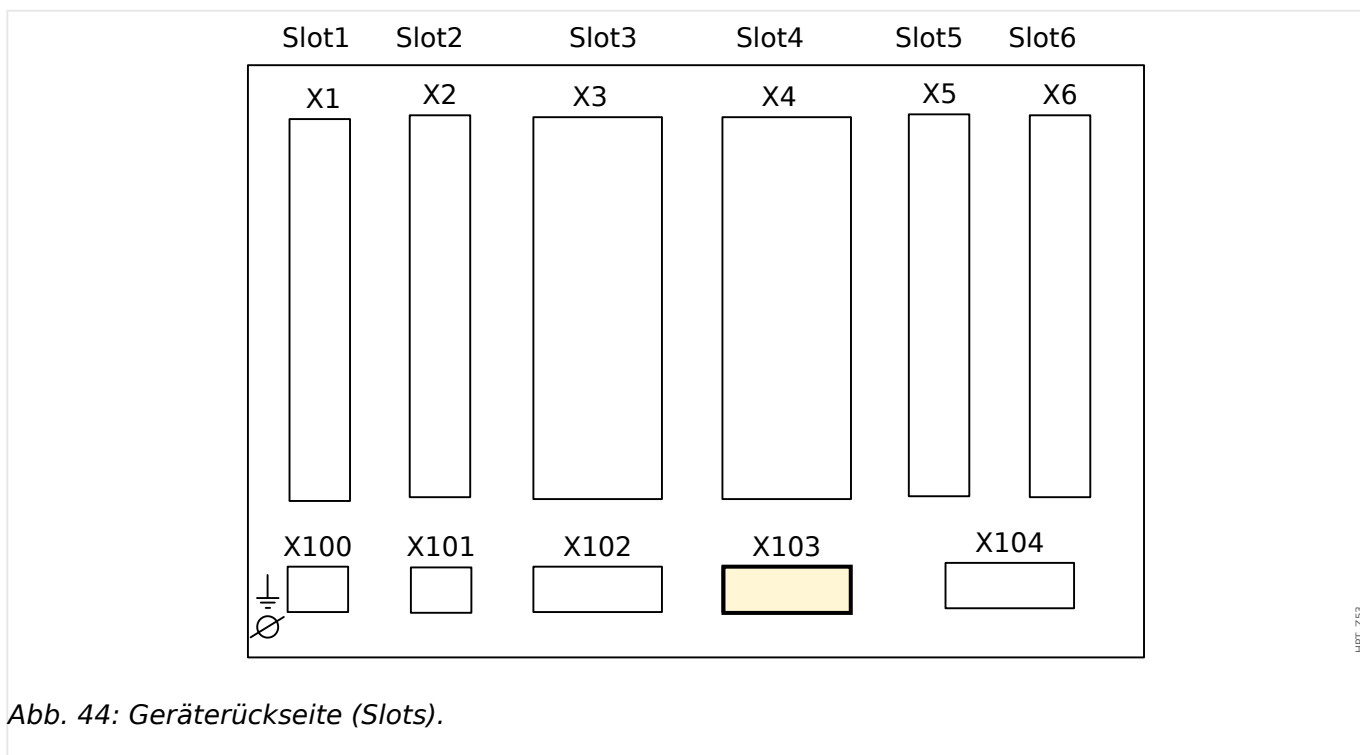 Slot1 Slot2 Slot3 Slot4 Slot5 Slot6
X1 X2 X3 X4 X5 X6
X100 X101 X102 X103 X104
Abb. 44: Geräterückseite (Slots).